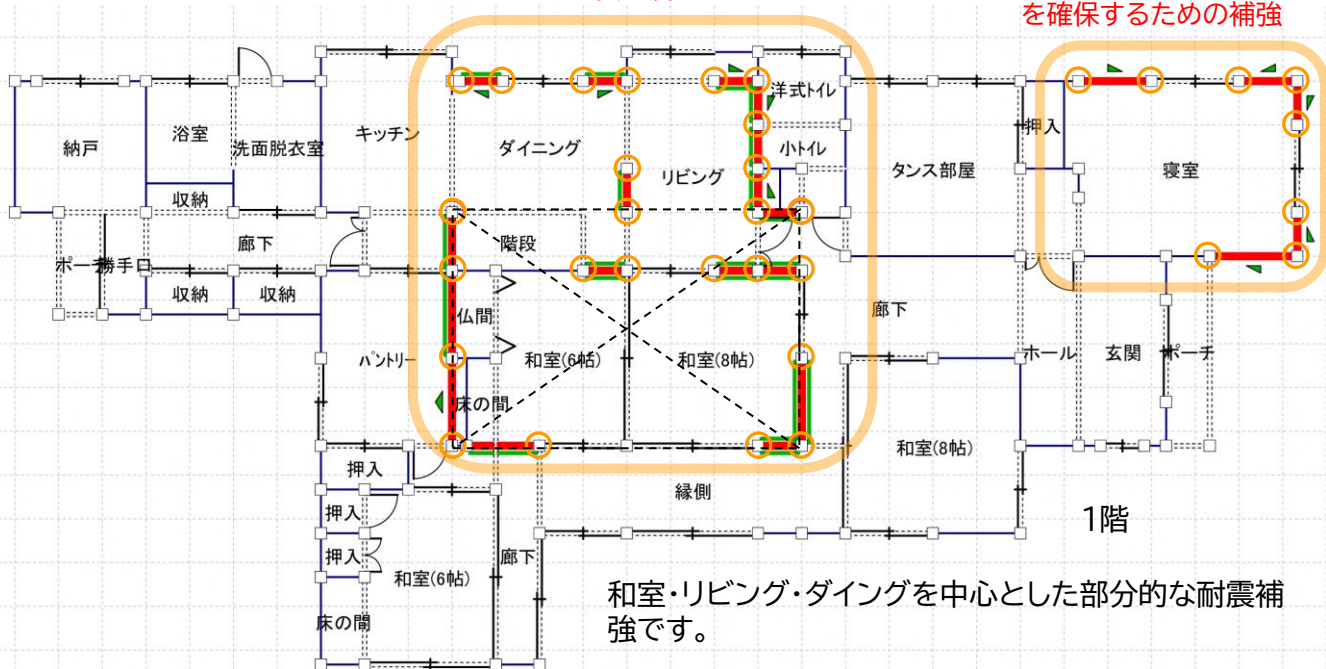 を確保するための補強
洋式トイレ
キッチン
ダイニング
納戸
浴室
洗面脱衣室
小トイレ
押入
タンス部屋
寝室
リビング
収納
廊下
階段
ポーチ
勝手口
収納
収納
仏間
廊下
パントリー
和室(6帖)
和室(8帖)
ホール
玄関
ポーチ
床の間
和室(8帖)
押入
縁側
押入
1階
押入
廊下
和室(6帖)
和室・リビング・ダイングを中心とした部分的な耐震補
強です。
床の間